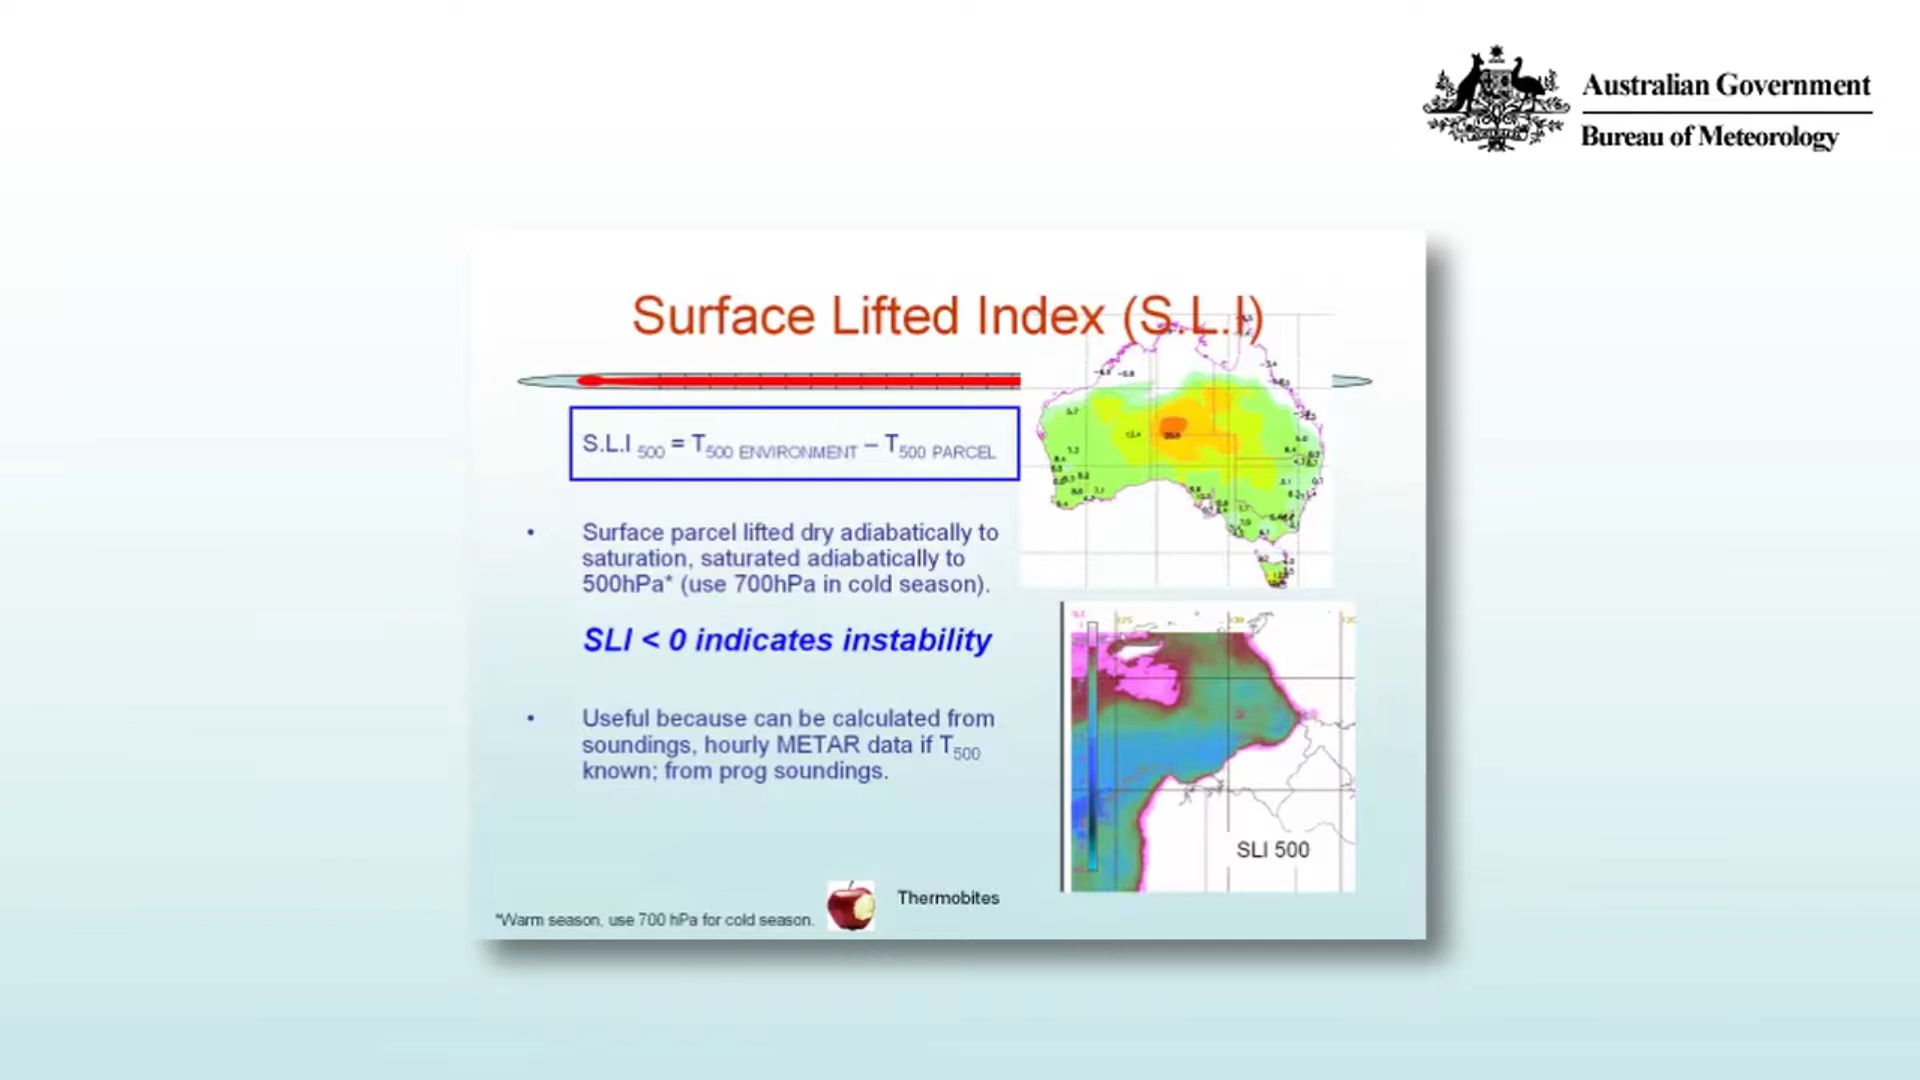 Australian Government
Bureau of Meteorology
Surface Lifted Index (S.L.I)
S.L.I 500 = T500 ENVIRONMENT – T500 PARCEL
• Surface parcel lifted dry adiabatically to
saturation, saturated adiabatically to
500hPa* (use 700hPa in cold season).
SLI < 0 indicates instability
• Useful because can be calculated from
soundings, hourly METAR data if T500
known; from prog soundings.
SLI 500
Thermobites
*Warm season, use 700 hPa for cold season.